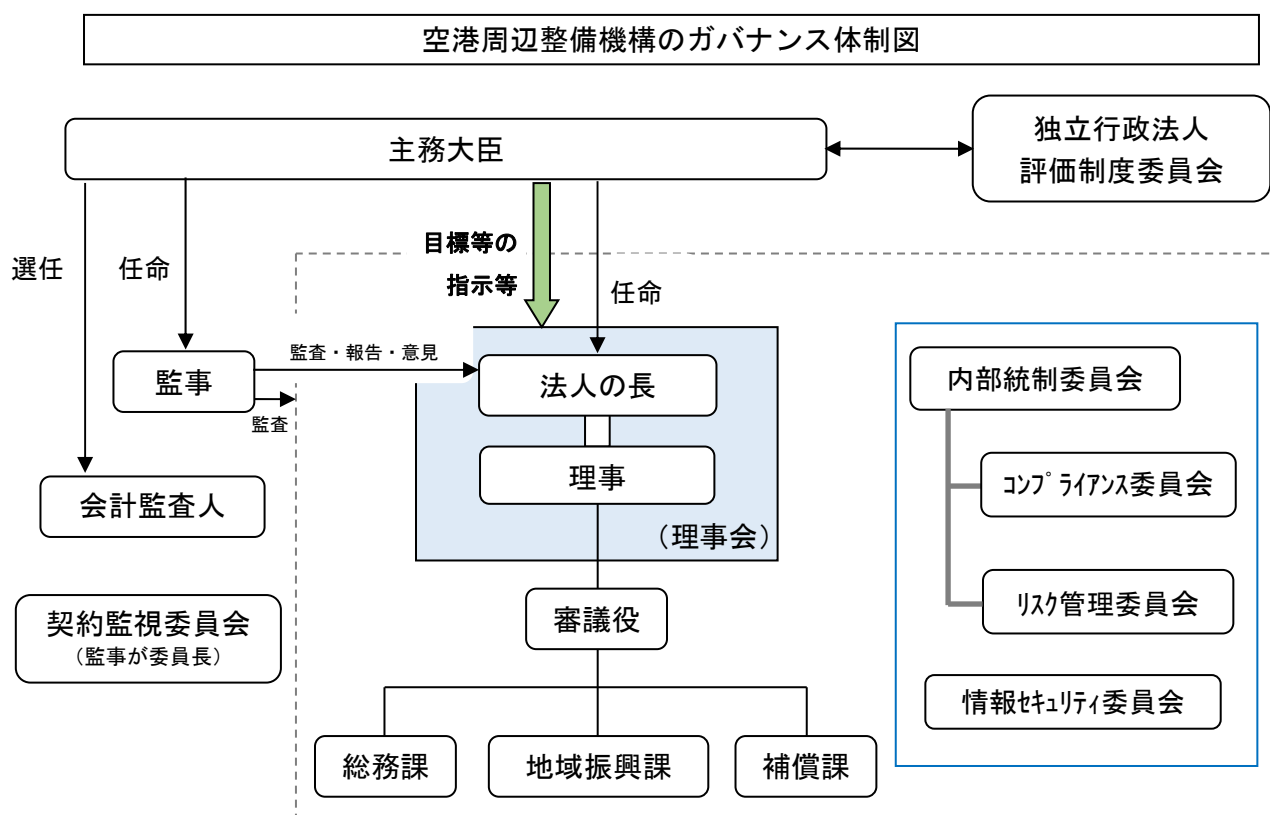 空港周辺整備機構のガバナンス体制図
主務大臣
独立行政法人
評価制度委員会
選任
任命
目標等の
指示等
任命
監事
監査・報告・意見
監査
法人の長
理事
(理事会)
会計監査人
契約監視委員会
(監事が委員長)
審議役
総務課
地域振興課
補償課
内部統制委員会
ｺﾝﾌﾟﾗｲｱﾝｽ委員会
ﾘｽｸ管理委員会
情報ｾｷｭﾘﾃｨ委員会